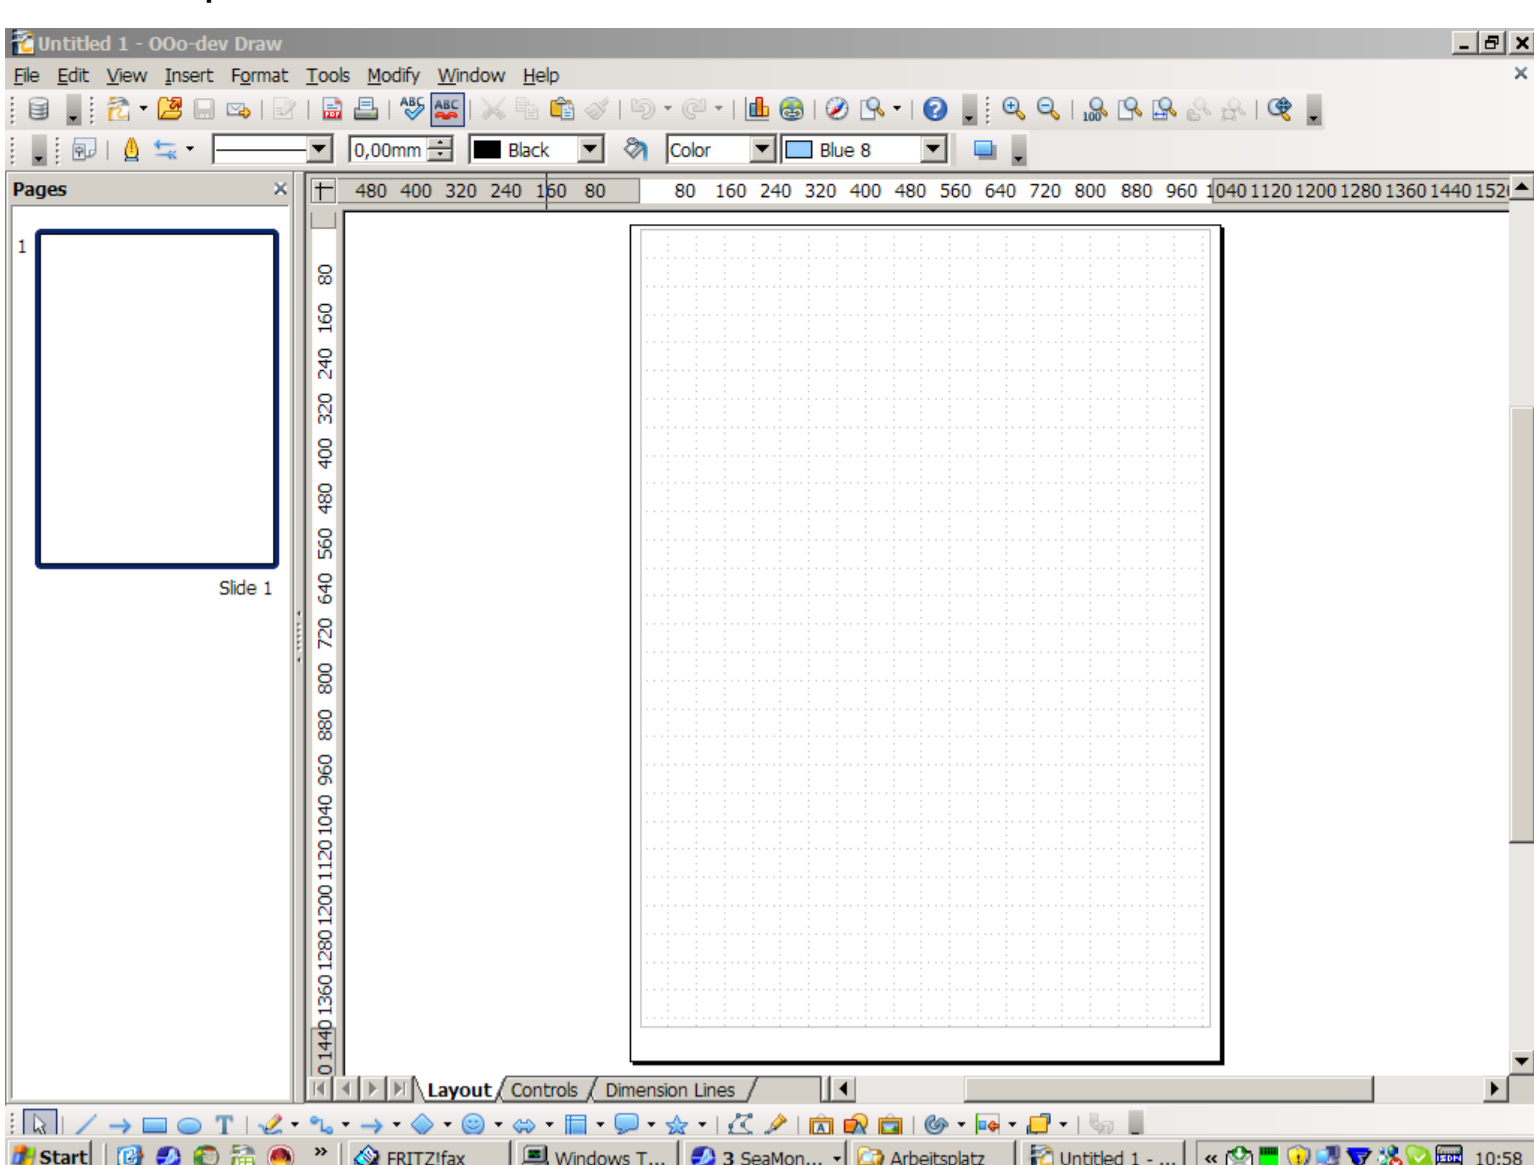 Untitled 1 - OOo-dev Draw
File Edit View Insert Format Tools Modify Window Help
0,00mm Black Color Blue 8
Pages
480 400 320 240 160 80 80 160 240 320 400 480 560 640 720 800 880 960 1040 1120 1200 1280 1360 1440 152
1
Slide 1
80
160
240
320
400
480
560
640
720
800
880
960
1040
1120
1200
1280
1360
1440
0
Layout Controls Dimension Lines
Start FRITZ!fax Windows T... 3 SeaMon... Arbeitsplatz Untitled 1 - ... 10:58